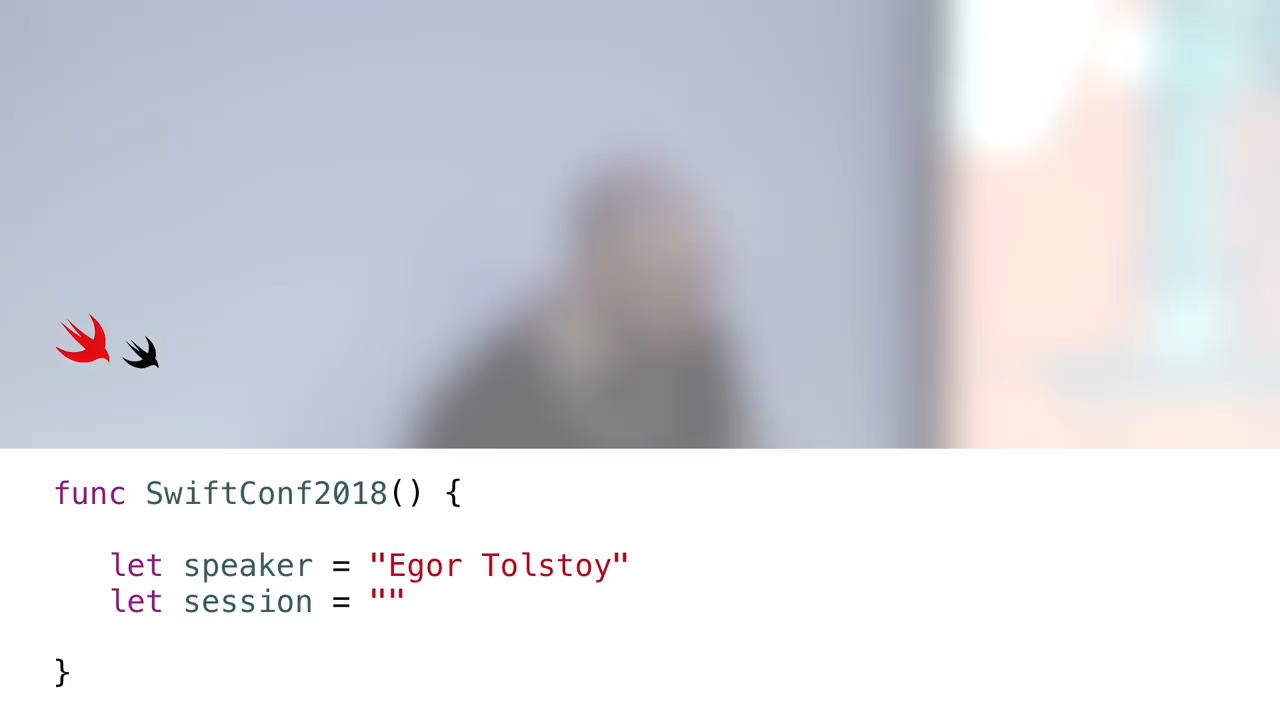 func SwiftConf2018() {
let speaker = "Egor Tolstoy"
let session = ""
}